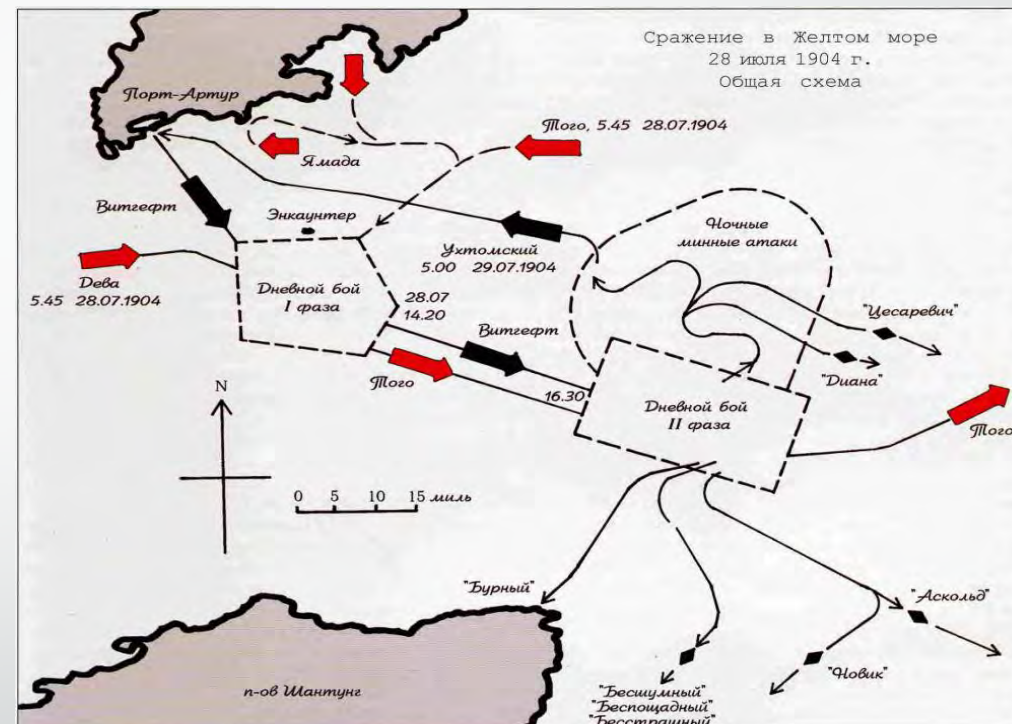 Сражение в Желтом море
28 июля 1904 г.
Общая схема
Порт-Артур
Того, 5.45 28.07.1904
Ямада
Витгефт
Энкаунтер
Ночные
минные атаки
Ухтомский
5.00 29.07.1904
Дева
5.45 28.07.1904
Дневной бой
I фаза
28.07
14.20
Витгефт
"Цесаревич"
"Диана"
Того
16.30
Дневной бой
II фаза
Того
N
0 5 10 15 миль
"Бурный"
"Аскольд"
"Новик"
п-ов Шантунг
"Бесшумный"
"Беспощадный"
"Бесстрашный"